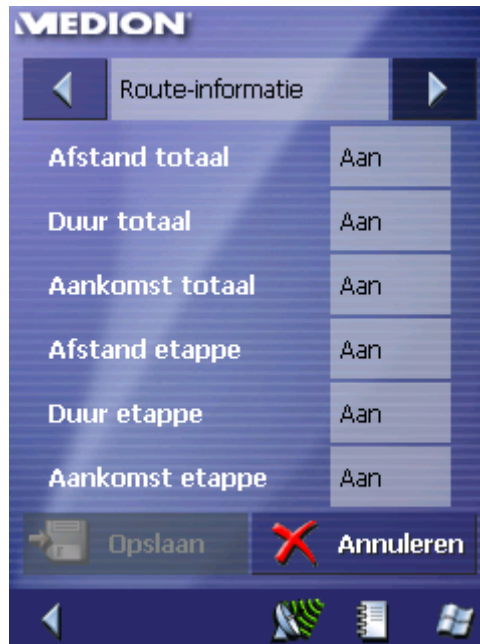 MEDION
Route-informatie
Afstand totaal Aan
Duur totaal Aan
Aankomst totaal Aan
Afstand etappe Aan
Duur etappe Aan
Aankomst etappe Aan
Opslaan Annuleren